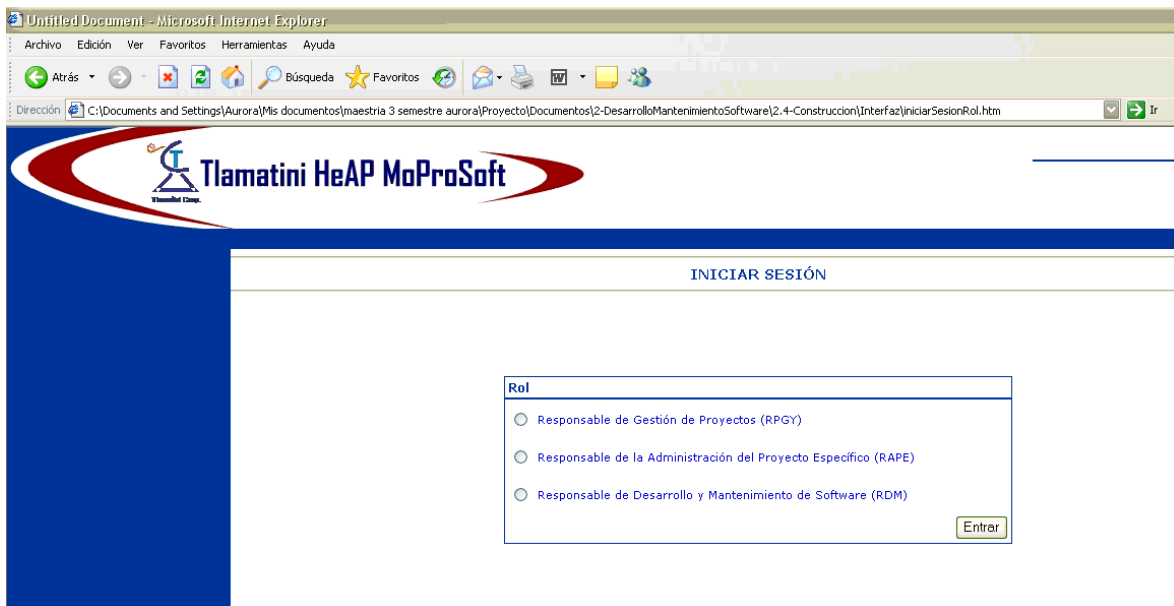 Untitled Document - Microsoft Internet Explorer
Archivo Edición Ver Favoritos Herramientas Ayuda
Atrás Búsqueda Favoritos
Dirección C:\Documents and Settings\Aurora\Mis documentos\maestria 3 semestre aurora\Proyecto\Documentos\2-DesarrolloMantenimientoSoftware\2.4-Construccion\Interfaz\iniciarSesionRol.htm Ir
Tlamatini HeAP MoProSoft
Tlamatini Corp.
INICIAR SESIÓN
Rol
Responsable de Gestión de Proyectos (RPGY)
Responsable de la Administración del Proyecto Específico (RAPE)
Responsable de Desarrollo y Mantenimiento de Software (RDM)
Entrar